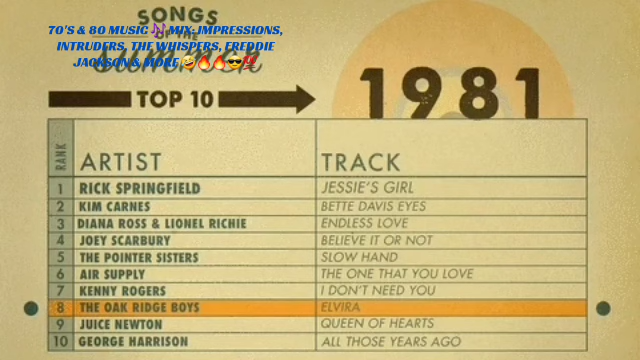 SONGS
OF THE
Summer
70'S & 80 MUSIC 🎶 MIX: IMPRESSIONS,
INTRUDERS, THE WHISPERS, FREDDIE
JACKSON & MORE 🤣🔥🔥😎‼️
TOP 10
1981
RANK ARTIST TRACK
1 RICK SPRINGFIELD JESSIE'S GIRL
2 KIM CARNES BETTE DAVIS EYES
3 DIANA ROSS & LIONEL RICHIE ENDLESS LOVE
4 JOEY SCARBURY BELIEVE IT OR NOT
5 THE POINTER SISTERS SLOW HAND
6 AIR SUPPLY THE ONE THAT YOU LOVE
7 KENNY ROGERS I DON'T NEED YOU
8 THE OAK RIDGE BOYS ELVIRA
9 JUICE NEWTON QUEEN OF HEARTS
10 GEORGE HARRISON ALL THOSE YEARS AGO